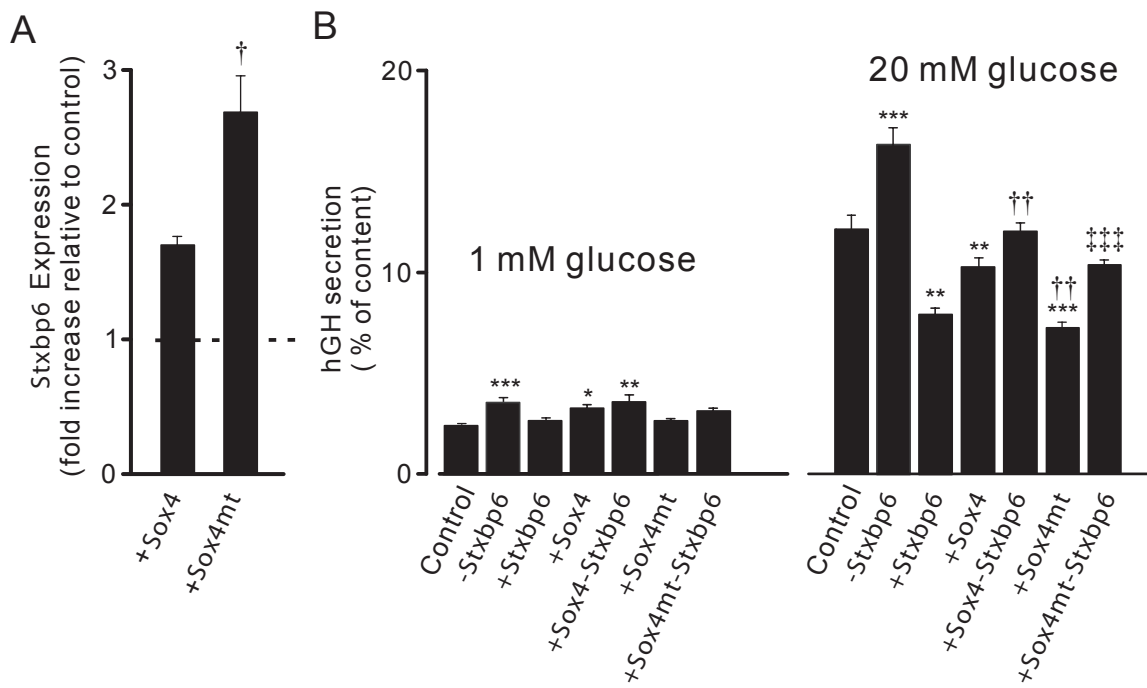 A
Stxbp6 Expression
(fold increase relative to control)
3
2
1
0
†
+Sox4
+Sox4mt
B
hGH secretion
( % of content)
20
10
0
1 mM glucose
***
*
**
Control
-Stxbp6
+Stxbp6
+Sox4
+Sox4-Stxbp6
+Sox4mt
+Sox4mt-Stxbp6
20 mM glucose
***
**
**
††
††
***
‡‡‡
Control
-Stxbp6
+Stxbp6
+Sox4
+Sox4-Stxbp6
+Sox4mt
+Sox4mt-Stxbp6